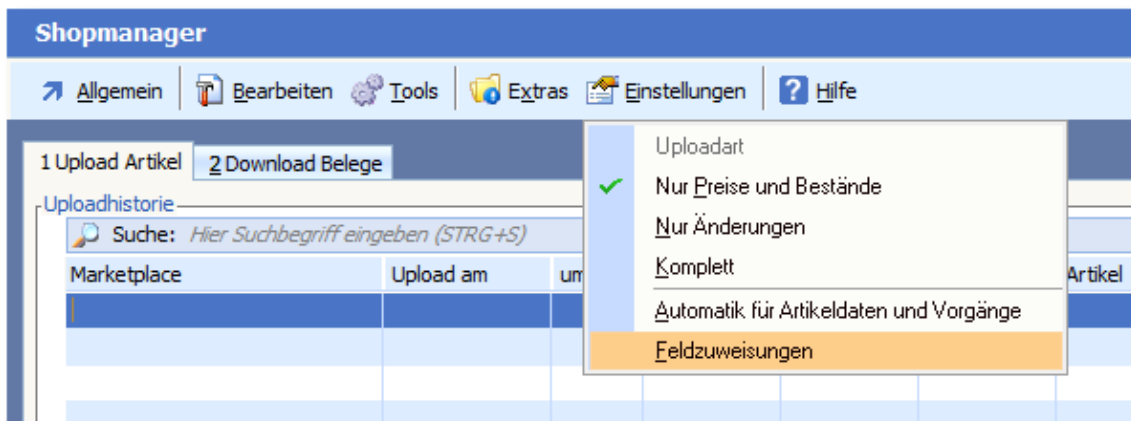 Shopmanager
Allgemein Bearbeiten Tools Extras Einstellungen Hilfe
1 Upload Artikel 2 Download Belege
Uploadhistorie
Suche: Hier Suchbegriff eingeben (STRG+S)
Marketplace Upload am um Artikel
Uploadart
Nur Preise und Bestände
Nur Änderungen
Komplett
Automatik für Artikeldaten und Vorgänge
Feldzuweisungen